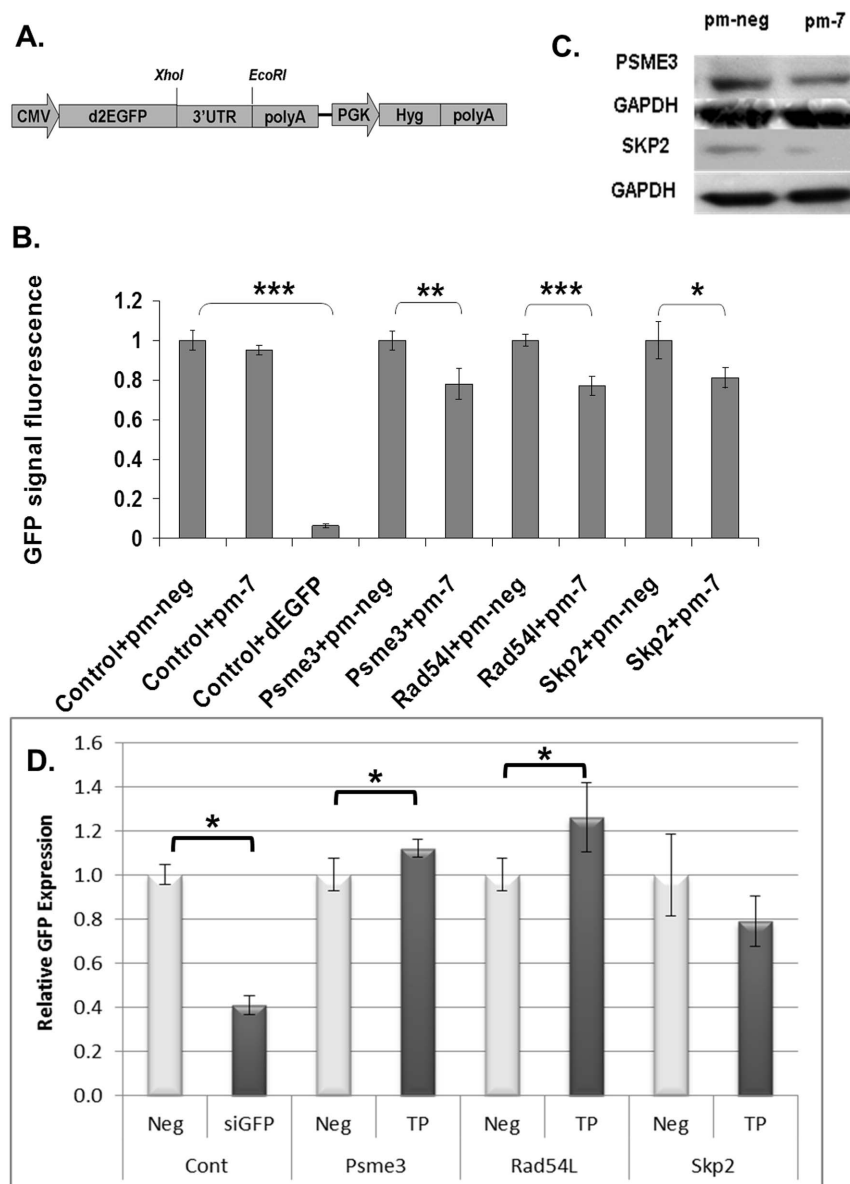 A.
XhoI EcoRI
CMV d2EGFP 3'UTR polyA PGK Hyg polyA
C.
pm-neg pm-7
PSME3
GAPDH
SKP2
GAPDH
B.
GFP signal fluorescence
1.2
1
0.8
0.6
0.4
0.2
0
*** ** *** *
Control+pm-neg
Control+pm-7
Control+dEGFP
Psme3+pm-neg
Psme3+pm-7
Rad54l+pm-neg
Rad54l+pm-7
Skp2+pm-neg
Skp2+pm-7
D.
Relative GFP Expression
1.6
1.4
1.2
1.0
0.8
0.6
0.4
0.2
0.0
* * *
Neg siGFP Neg TP Neg TP Neg TP
Cont Psme3 Rad54L Skp2